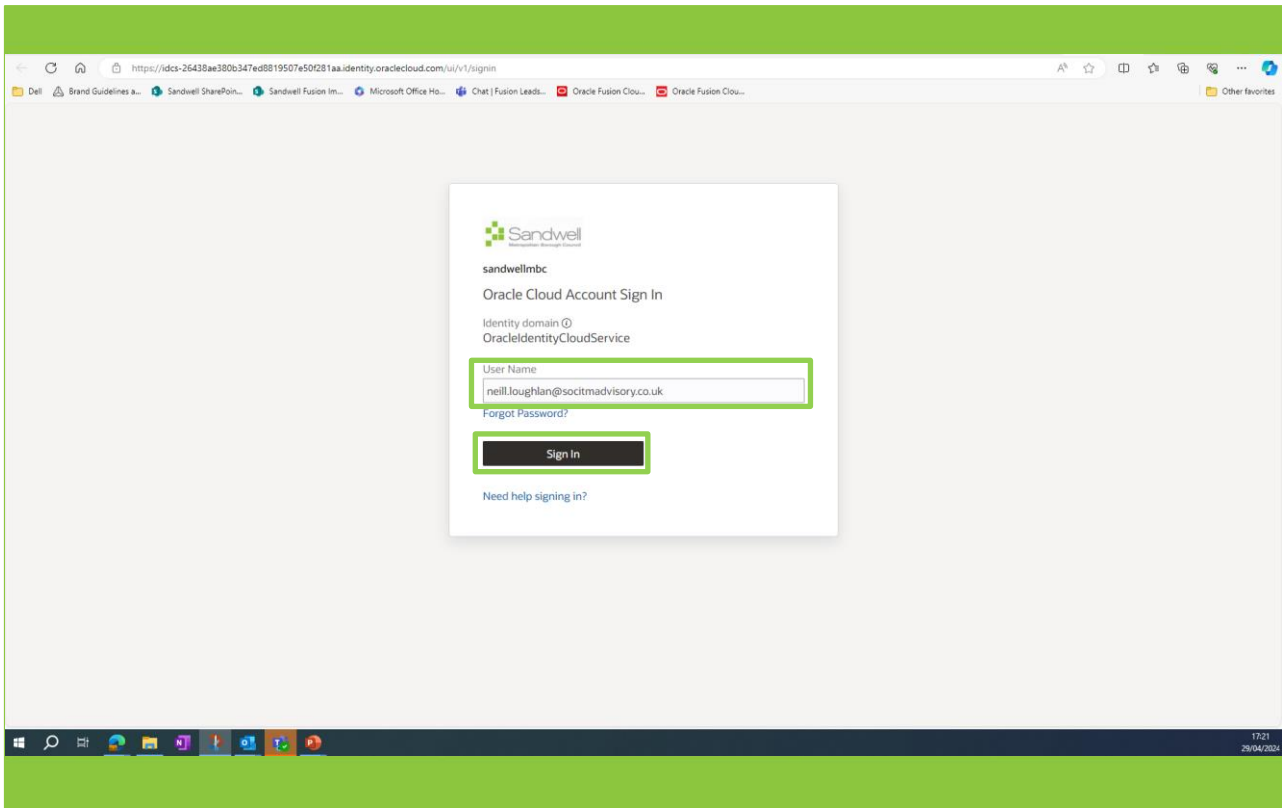 https://idcs-26438ae380b347ed8819507e50f281aa.identity.oraclecloud.com/ui/v1/signin
Dell Brand Guidelines a... Sandwell SharePoin... Sandwell Fusion Im... Microsoft Office Ho... Chat | Fusion Leads... Oracle Fusion Clou... Oracle Fusion Clou... Other favorites
Sandwell
Metropolitan Borough Council
sandwellmbc
Oracle Cloud Account Sign In
Identity domain
OracleIdentityCloudService
User Name
neill.loughlan@socitmadvisory.co.uk
Forgot Password?
Sign In
Need help signing in?
17:21
29/04/2024